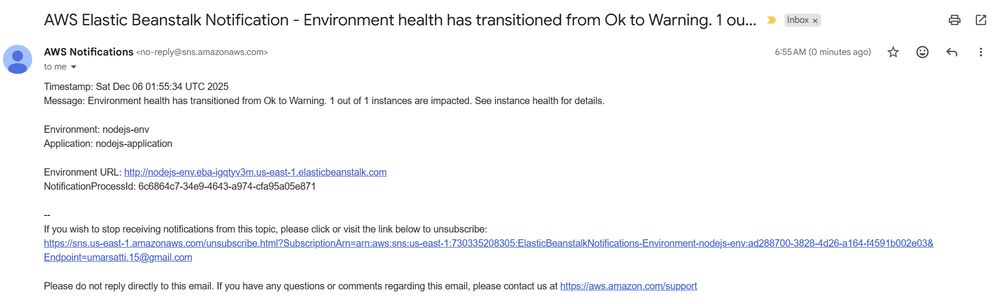 AWS Elastic Beanstalk Notification - Environment health has transitioned from Ok to Warning. 1 ou... Inbox ×
AWS Notifications <no-reply@sns.amazonaws.com> 6:55 AM (0 minutes ago)
to me
Timestamp: Sat Dec 06 01:55:34 UTC 2025
Message: Environment health has transitioned from Ok to Warning. 1 out of 1 instances are impacted. See instance health for details.
Environment: nodejs-env
Application: nodejs-application
Environment URL: http://nodejs-env.eba-igqtyv3m.us-east-1.elasticbeanstalk.com
NotificationProcessId: 6c6864c7-34e9-4643-a974-cfa95a05e871
--
If you wish to stop receiving notifications from this topic, please click or visit the link below to unsubscribe:
https://sns.us-east-1.amazonaws.com/unsubscribe.html?SubscriptionArn=arn:aws:sns:us-east-1:730335208305:ElasticBeanstalkNotifications-Environment-nodejs-env:ad288700-3828-4d26-a164-f4591b002e03&
Endpoint=umarsatti.15@gmail.com
Please do not reply directly to this email. If you have any questions or comments regarding this email, please contact us at https://aws.amazon.com/support